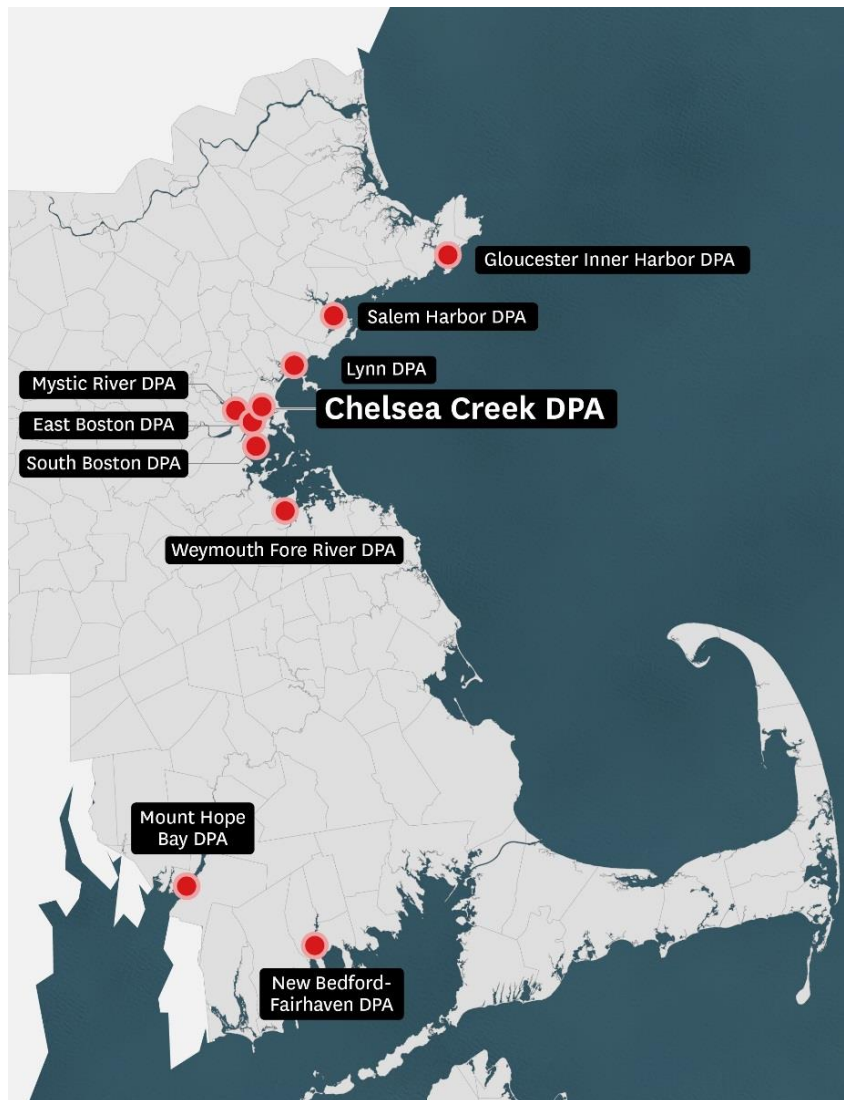 Gloucester Inner Harbor DPA
Salem Harbor DPA
Lynn DPA
Mystic River DPA
Chelsea Creek DPA
East Boston DPA
South Boston DPA
Weymouth Fore River DPA
Mount Hope
Bay DPA
New Bedford-
Fairhaven DPA